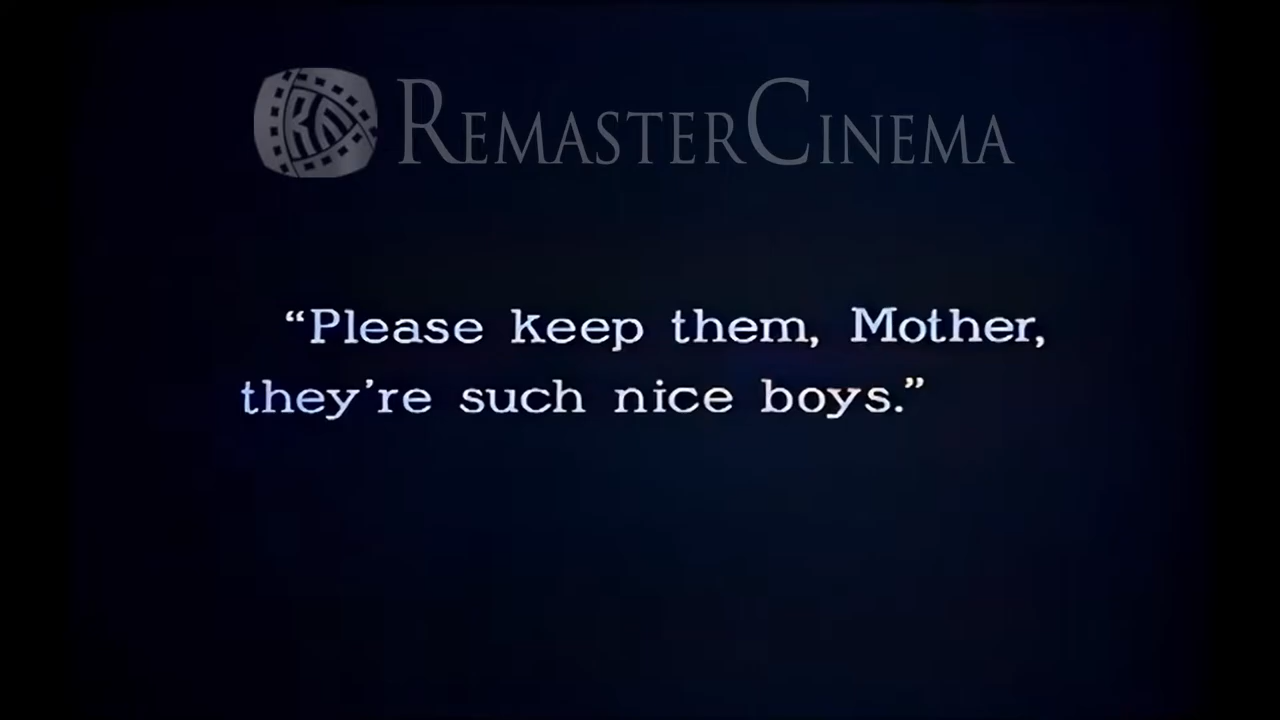 REMASTERCINEMA
“Please keep them, Mother,
they’re such nice boys.”